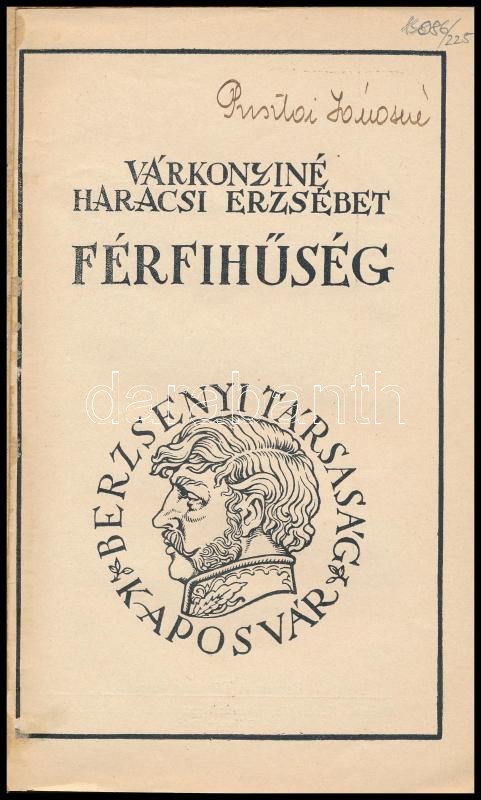 15086/225
Pusztai Jánosné
VÁRKONYINÉ
HARACSI ERZSÉBET
FÉRFIHŰSÉG
darabanth
BERZSENYI TÁRSASÁG
KAPOSVÁR